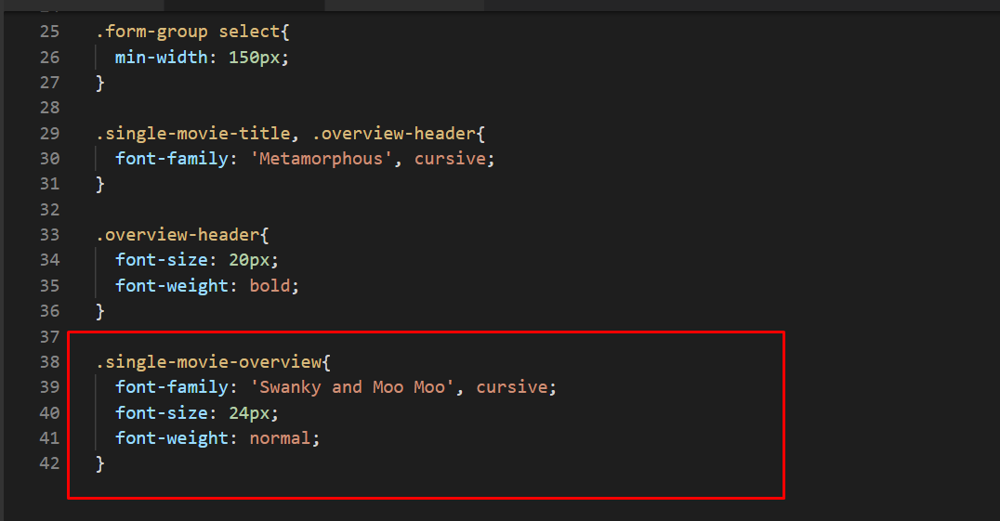 25 .form-group select{
26 min-width: 150px;
27 }
28
29 .single-movie-title, .overview-header{
30 font-family: 'Metamorphous', cursive;
31 }
32
33 .overview-header{
34 font-size: 20px;
35 font-weight: bold;
36 }
37
38 .single-movie-overview{
39 font-family: 'Swanky and Moo Moo', cursive;
40 font-size: 24px;
41 font-weight: normal;
42 }